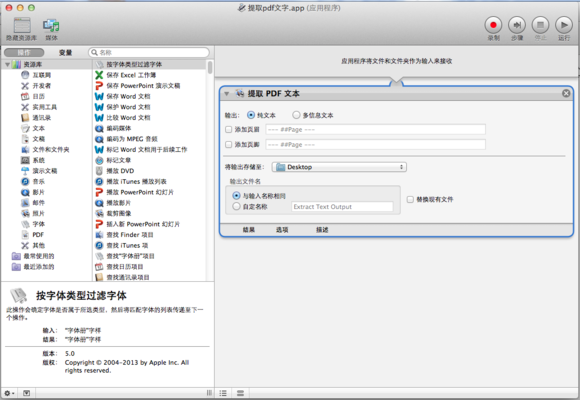 提取pdf文字.app (应用程序)
隐藏资源库
媒体
录制
步骤
停止
运行
操作
变量
名称
资源库
互联网
开发者
日历
实用工具
通讯录
文本
文稿
文件和文件夹
系统
演示文稿
音乐
影片
邮件
照片
字体
PDF
其他
最常使用的
最近添加的
按字体类型过滤字体
保存 Excel 工作簿
保存 PowerPoint 演示文稿
保存 Word 文档
保护 Word 文档
比较 Word 文档
编码媒体
编码为 MPEG 音频
标记 Word 文档用于后续工作
标记文章
播放 DVD
播放 iTunes 播放列表
播放 PowerPoint 幻灯片
播放影片
裁剪图像
插入新 PowerPoint 幻灯片
查找 Finder 项目
查找 iTunes 项
查找“字体册”项目
查找日历项目
查找通讯录项目
按字体类型过滤字体
此操作会确定字体是否属于所选类型,然后将匹配字体的列表传递至下一
个操作。
输入: “字体册”字样
结果: “字体册”字样
版本: 5.0
版权: Copyright © 2004-2013 by Apple Inc. All
rights reserved.
应用程序将文件和文件夹作为输入来接收
提取 PDF 文本
输出: 纯文本 多信息文本
添加页眉 --- ##Page ---
添加页脚 --- ##Page ---
将输出存储至: Desktop
输出文件名
与输入名称相同
自定名称 Extract Text Output
替换现有文件
结果 选项 描述